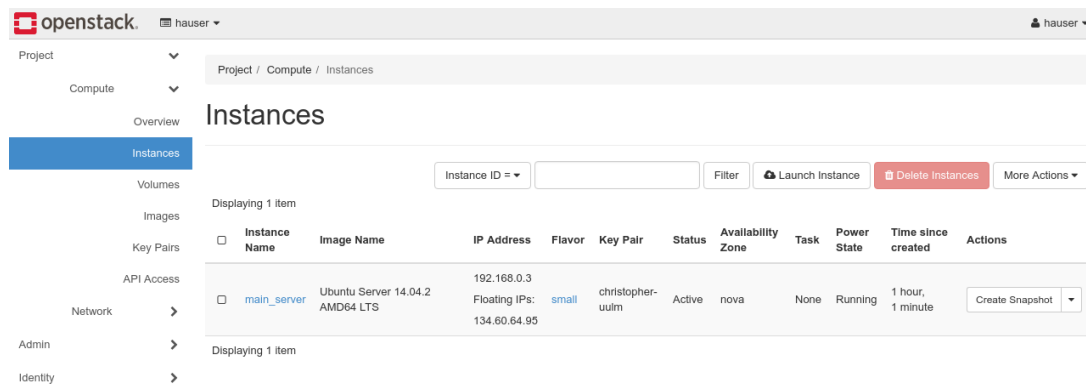 openstack. hauser hauser
Project
Compute
Overview
Instances
Volumes
Images
Key Pairs
API Access
Network
Admin
Identity
Project / Compute / Instances
Instances
Instance ID = Filter Launch Instance Delete Instances More Actions
Displaying 1 item
Instance Name Image Name IP Address Flavor Key Pair Status Availability Zone Task Power State Time since created Actions
main_server Ubuntu Server 14.04.2 AMD64 LTS 192.168.0.3 Floating IPs: 134.60.64.95 small christopher-uulm Active nova None Running 1 hour, 1 minute Create Snapshot
Displaying 1 item